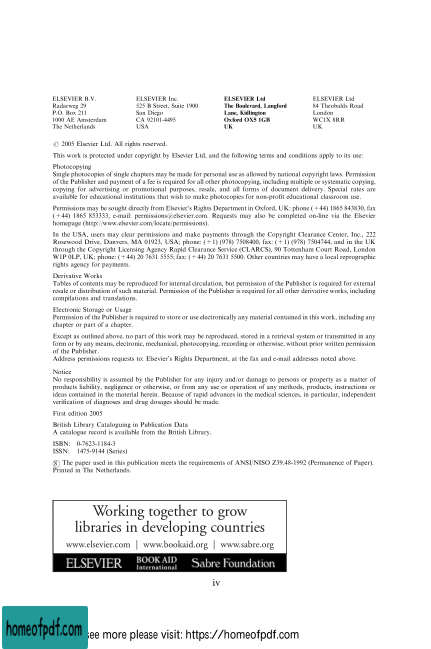 ELSEVIER B.V.
Radarweg 29
P.O. Box 211
1000 AE Amsterdam
The Netherlands
ELSEVIER Inc.
525 B Street, Suite 1900
San Diego
CA 92101-4495
USA
ELSEVIER Ltd
The Boulevard, Langford
Lane, Kidlington
Oxford OX5 1GB
UK
ELSEVIER Ltd
84 Theobalds Road
London
WC1X 8RR
UK
© 2005 Elsevier Ltd. All rights reserved.
This work is protected under copyright by Elsevier Ltd, and the following terms and conditions apply to its use:
Photocopying
Single photocopies of single chapters may be made for personal use as allowed by national copyright laws. Permission
of the Publisher and payment of a fee is required for all other photocopying, including multiple or systematic copying,
copying for advertising or promotional purposes, resale, and all forms of document delivery. Special rates are
available for educational institutions that wish to make photocopies for non-profit educational classroom use.
Permissions may be sought directly from Elsevier's Rights Department in Oxford, UK: phone (+44) 1865 843830, fax
(+44) 1865 853333, e-mail: permissions@elsevier.com. Requests may also be completed on-line via the Elsevier
homepage (http://www.elsevier.com/locate/permissions).
In the USA, users may clear permissions and make payments through the Copyright Clearance Center, Inc., 222
Rosewood Drive, Danvers, MA 01923, USA; phone: (+1) (978) 7508400, fax: (+1) (978) 7504744, and in the UK
through the Copyright Licensing Agency Rapid Clearance Service (CLARCS), 90 Tottenham Court Road, London
W1P 0LP, UK; phone: (+44) 20 7631 5555; fax: (+44) 20 7631 5500. Other countries may have a local reprographic
rights agency for payments.
Derivative Works
Tables of contents may be reproduced for internal circulation, but permission of the Publisher is required for external
resale or distribution of such material. Permission of the Publisher is required for all other derivative works, including
compilations and translations.
Electronic Storage or Usage
Permission of the Publisher is required to store or use electronically any material contained in this work, including any
chapter or part of a chapter.
Except as outlined above, no part of this work may be reproduced, stored in a retrieval system or transmitted in any
form or by any means, electronic, mechanical, photocopying, recording or otherwise, without prior written permission
of the Publisher.
Address permissions requests to: Elsevier's Rights Department, at the fax and e-mail addresses noted above.
Notice
No responsibility is assumed by the Publisher for any injury and/or damage to persons or property as a matter of
products liability, negligence or otherwise, or from any use or operation of any methods, products, instructions or
ideas contained in the material herein. Because of rapid advances in the medical sciences, in particular, independent
verification of diagnoses and drug dosages should be made.
First edition 2005
British Library Cataloguing in Publication Data
A catalogue record is available from the British Library.
ISBN: 0-7623-1184-3
ISSN: 1475-9144 (Series)
The paper used in this publication meets the requirements of ANSI/NISO Z39.48-1992 (Permanence of Paper).
Printed in The Netherlands.
Working together to grow
libraries in developing countries
www.elsevier.com | www.bookaid.org | www.sabre.org
ELSEVIER BOOK AID International Sabre Foundation
iv
homeofpdf.com
see more please visit: https://homeofpdf.com